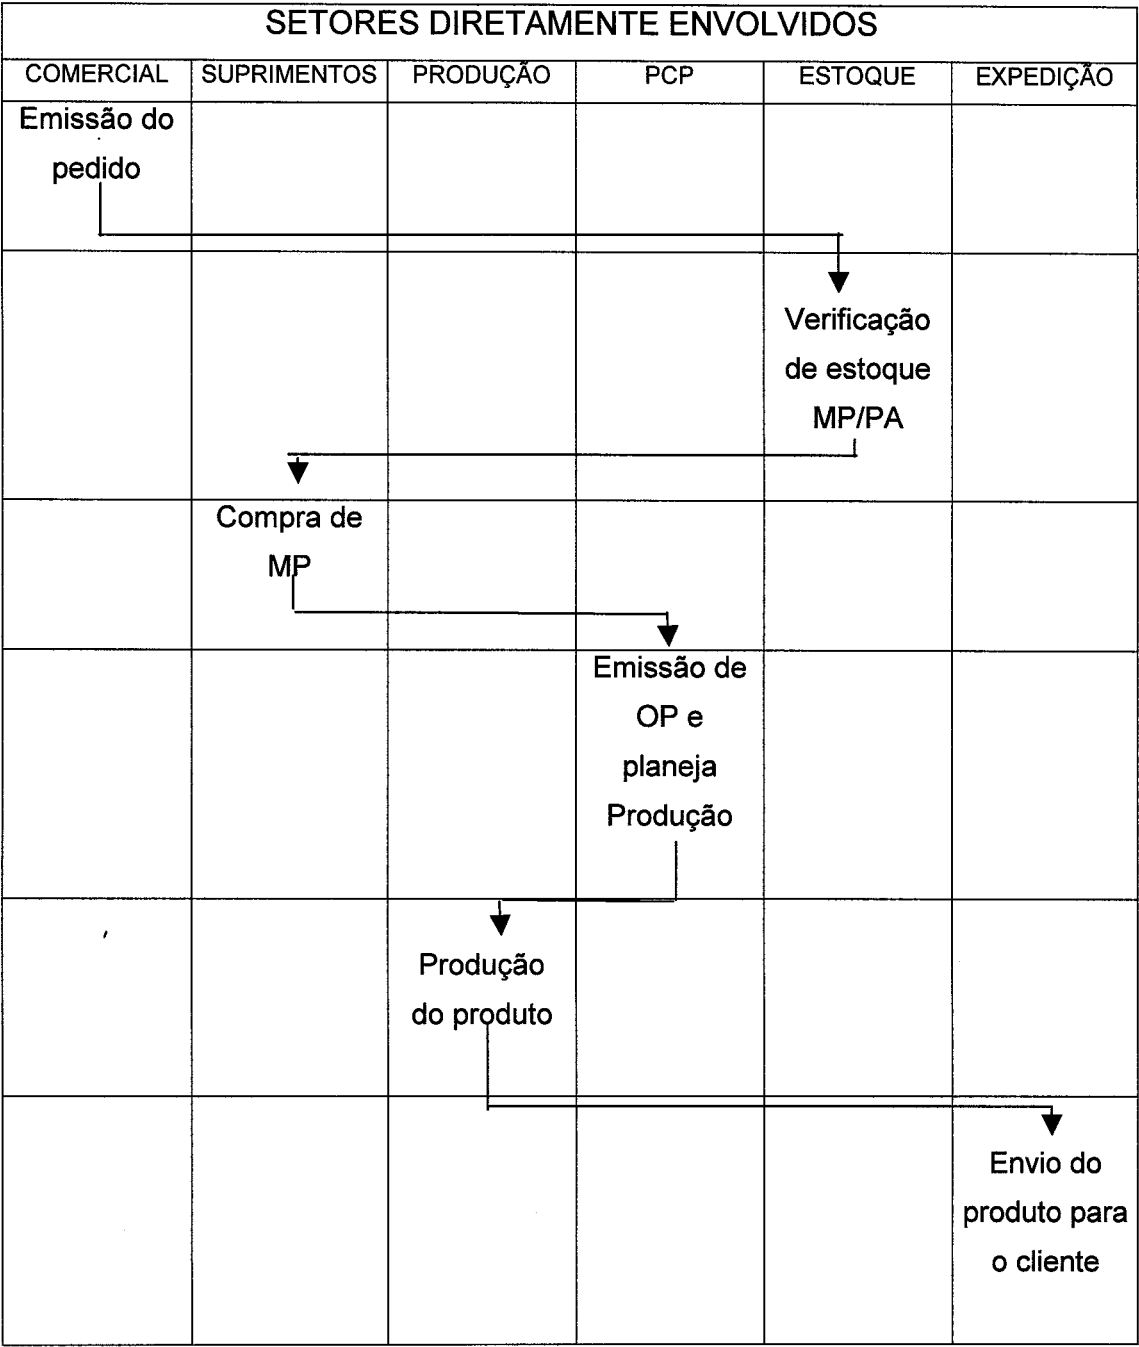 SETORES DIRETAMENTE ENVOLVIDOS
COMERCIAL SUPRIMENTOS PRODUÇÃO PCP ESTOQUE EXPEDIÇÃO
Emissão do
pedido
Verificação
de estoque
MP/PA
Compra de
MP
Emissão de
OP e
planeja
Produção
Produção
do produto
Envio do
produto para
o cliente